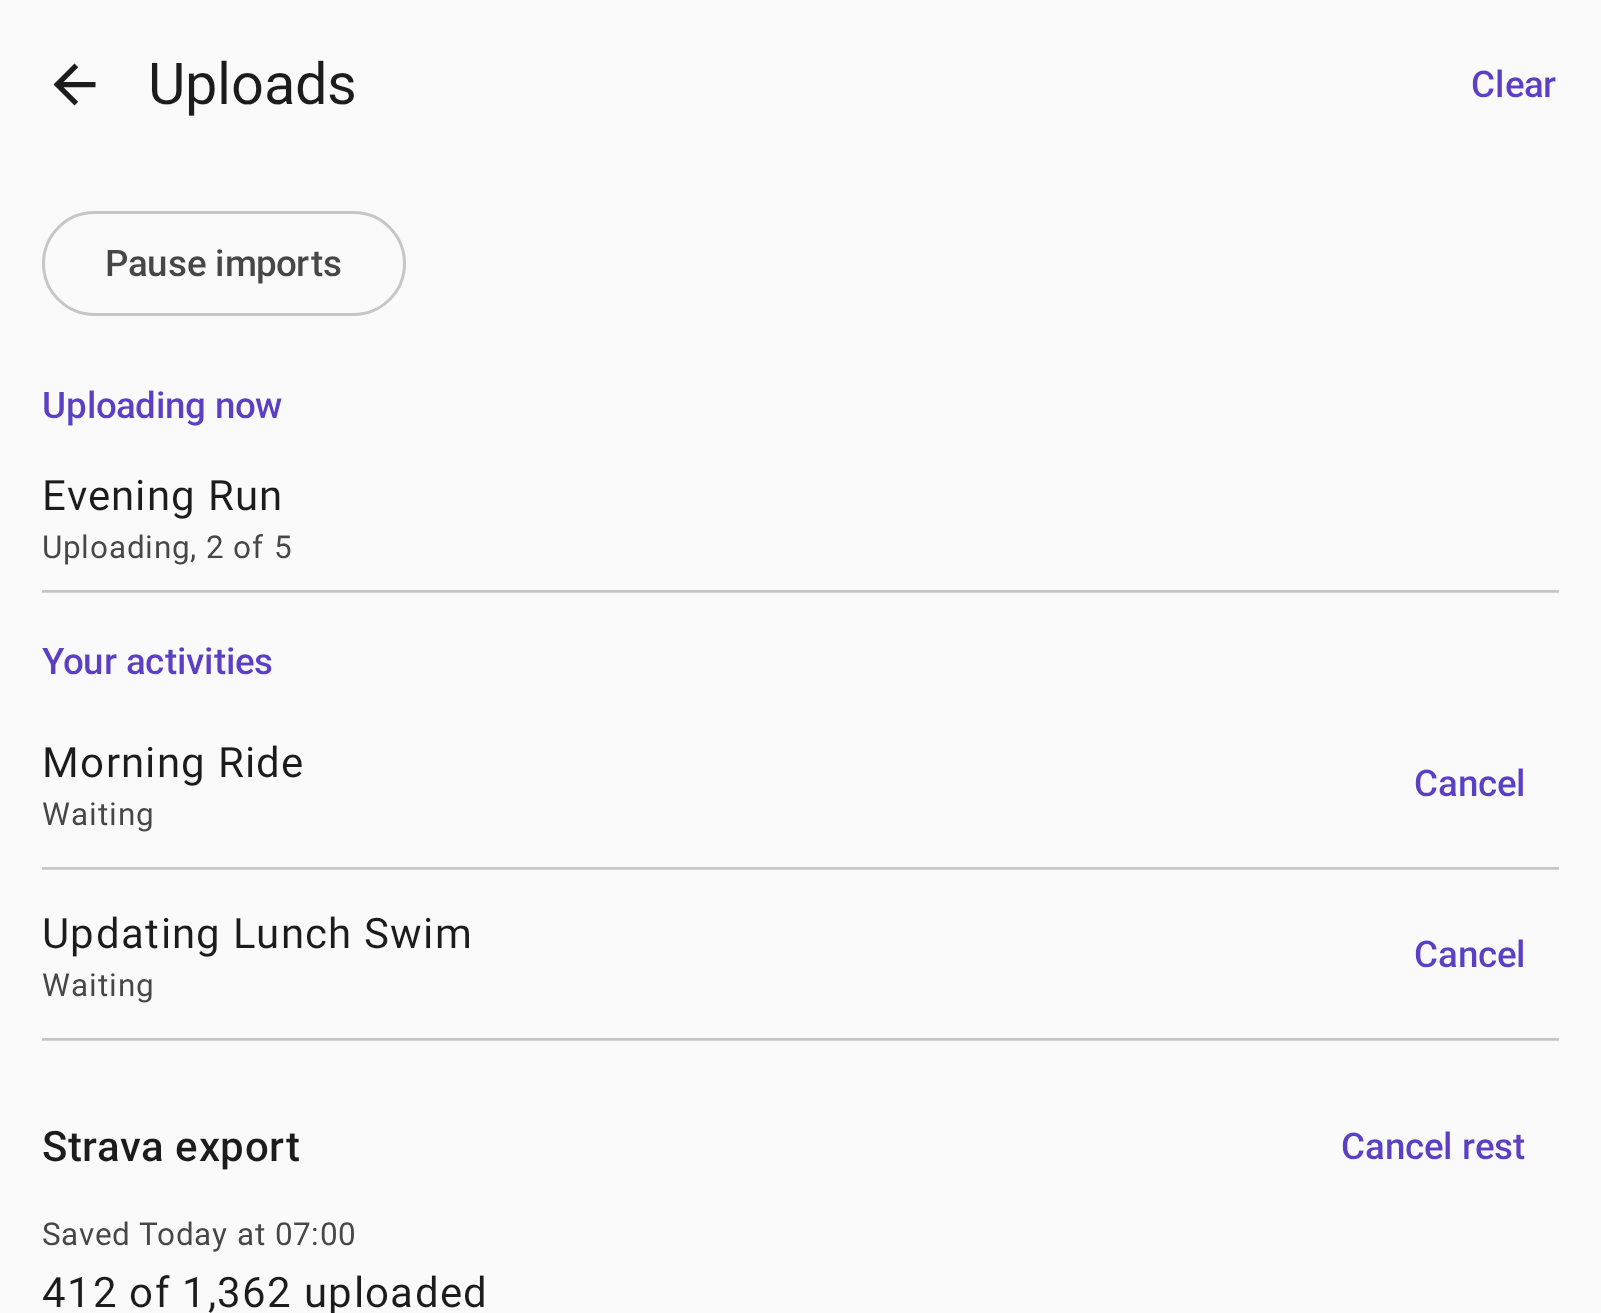 Uploads
Clear
Pause imports
Uploading now
Evening Run
Uploading, 2 of 5
Your activities
Morning Ride
Waiting
Cancel
Updating Lunch Swim
Waiting
Cancel
Strava export
Cancel rest
Saved Today at 07:00
412 of 1,362 uploaded